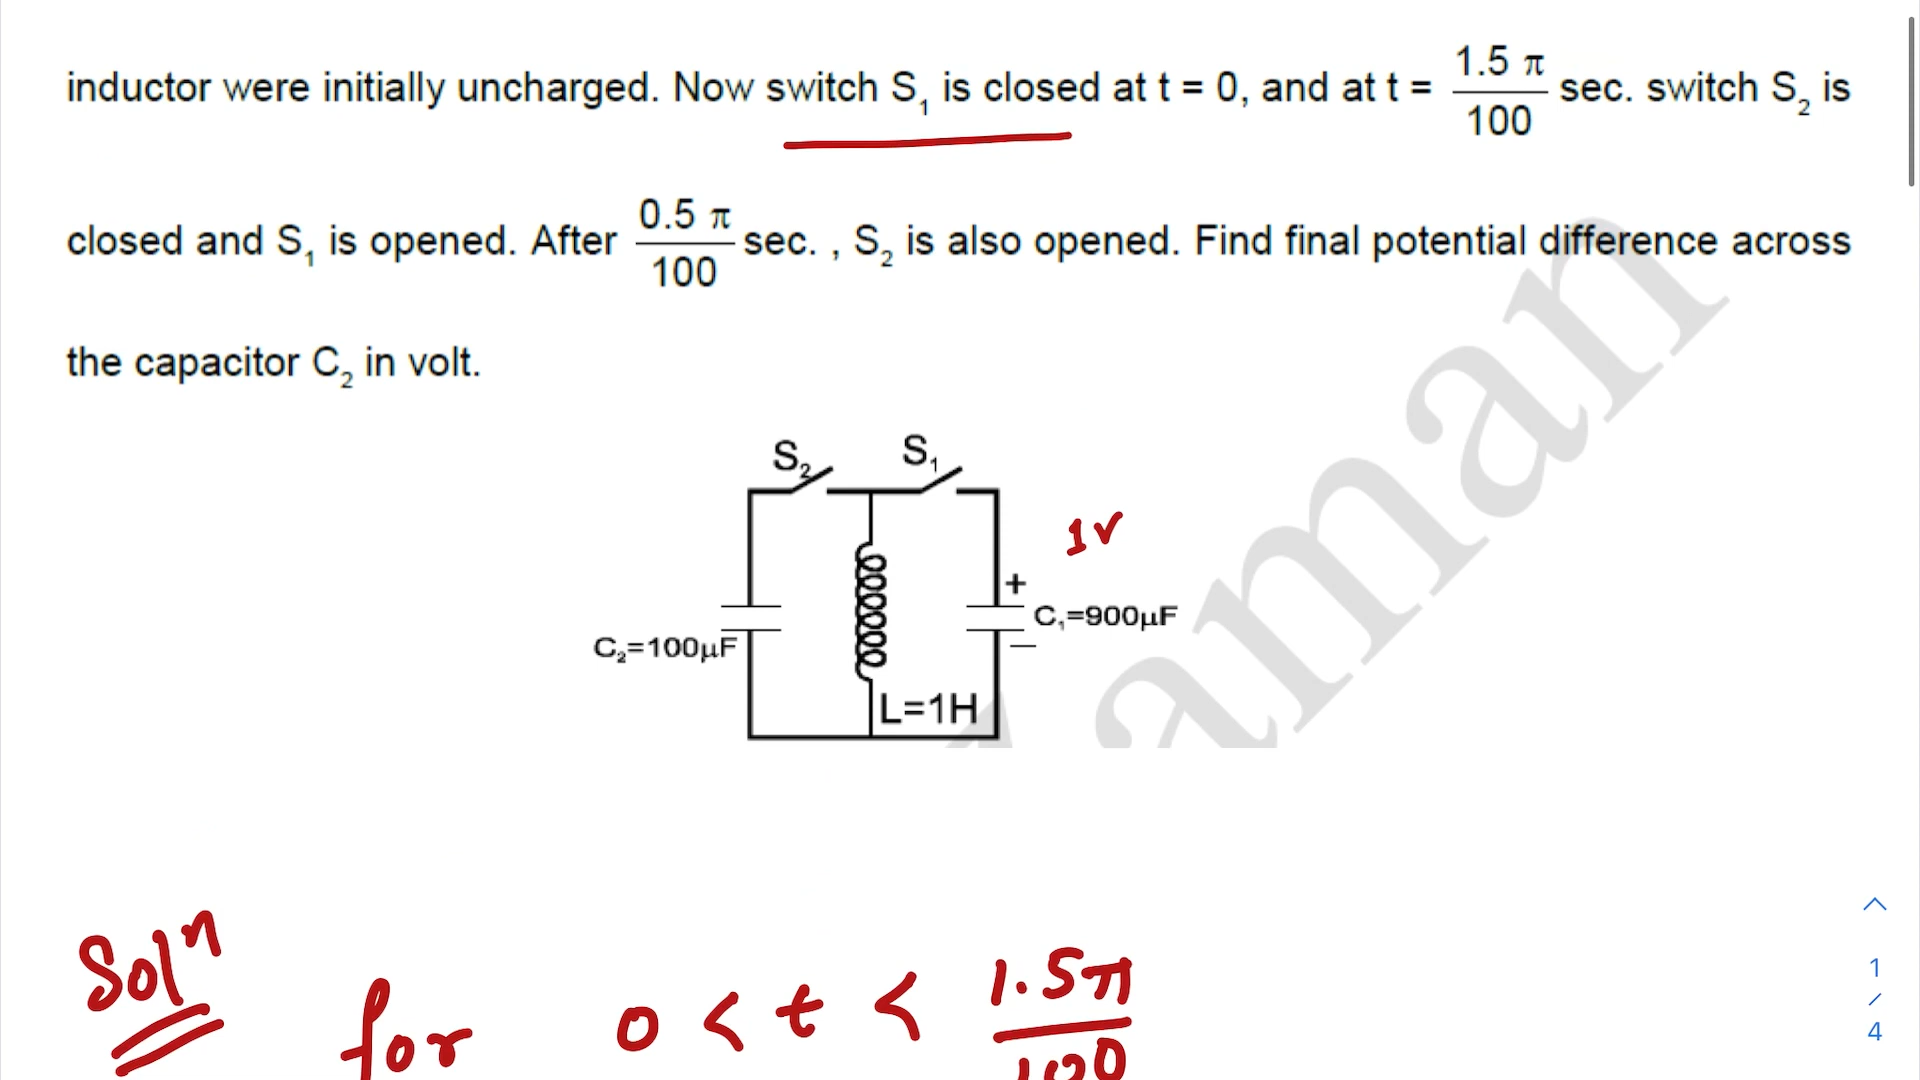 inductor were initially uncharged. Now switch S₁ is closed at t = 0, and at t = 1.5 π / 100 sec. switch S₂ is
closed and S₁ is opened. After 0.5 π / 100 sec. , S₂ is also opened. Find final potential difference across
the capacitor C₂ in volt.
S₂ S₁
1V
+
C₁=900μF
C₂=100μF
−
L=1H
aman
Solⁿ
for 0 < t < 1.5π / 100
1
/
4